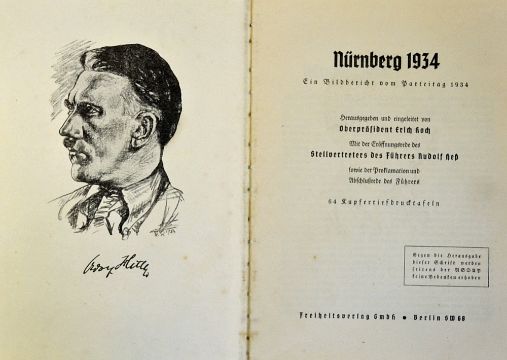 Adolf Hitler
Nürnberg 1934
Ein Bildbericht vom Parteitag 1934
Herausgegeben und eingeleitet von
Oberpräsident Erich Koch
Mit der Eröffnungsrede des
Stellvertreters des Führers Rudolf Heß
sowie der Proklamation und
Abschlußrede des Führers
64 Kupfertiefdrucktafeln
Gegen die Herausgabe
dieser Schrift werden
seitens der NSDAP
keine Bedenken erhoben
Freiheitsverlag GmbH • Berlin SW 68